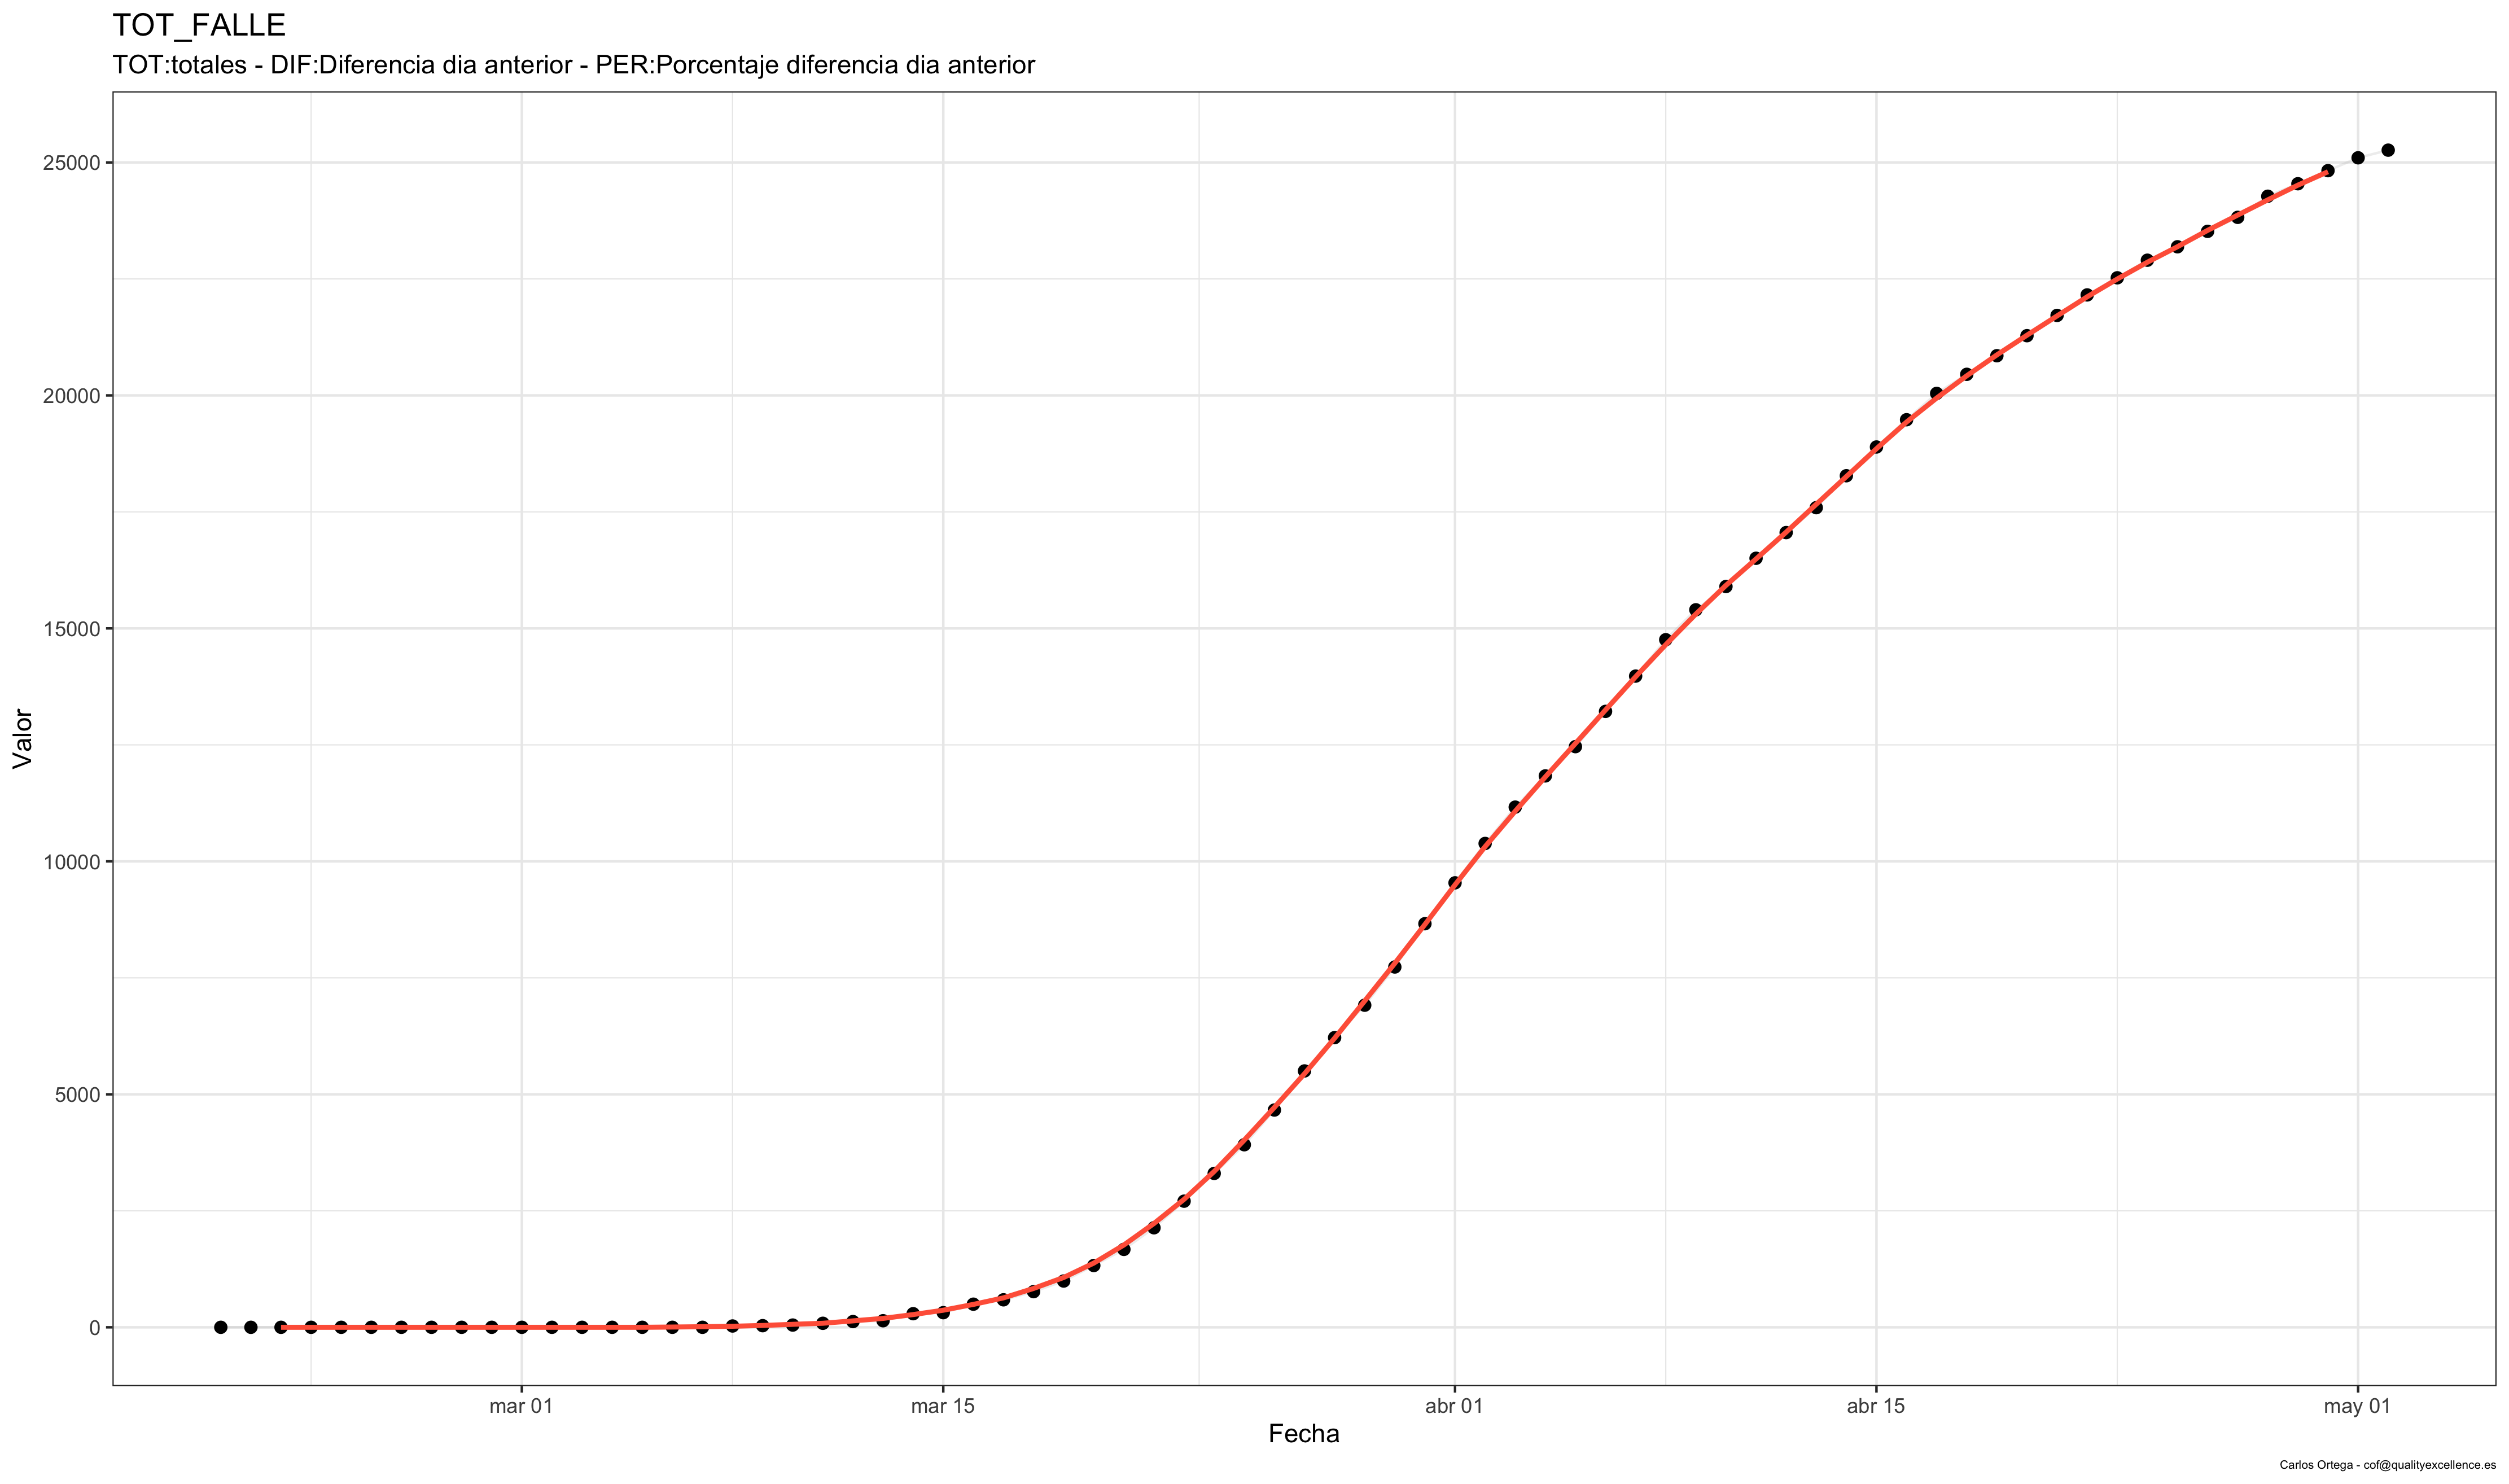 TOT_FALLE
TOT:totales - DIF:Diferencia dia anterior - PER:Porcentaje diferencia dia anterior
25000
20000
15000
10000
5000
0
Valor
mar 01
mar 15
abr 01
abr 15
may 01
Fecha
Carlos Ortega - cof@qualityexcellence.es